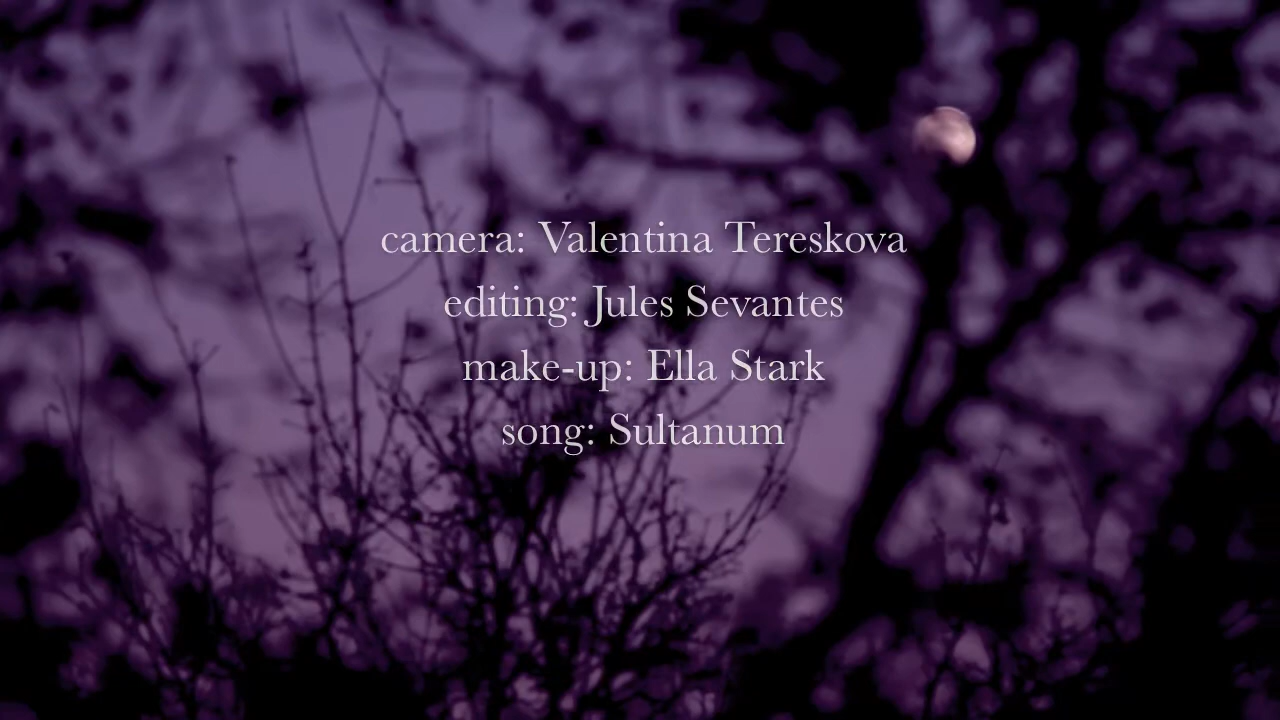 camera: Valentina Tereskova
editing: Jules Sevantes
make-up: Ella Stark
song: Sultanum